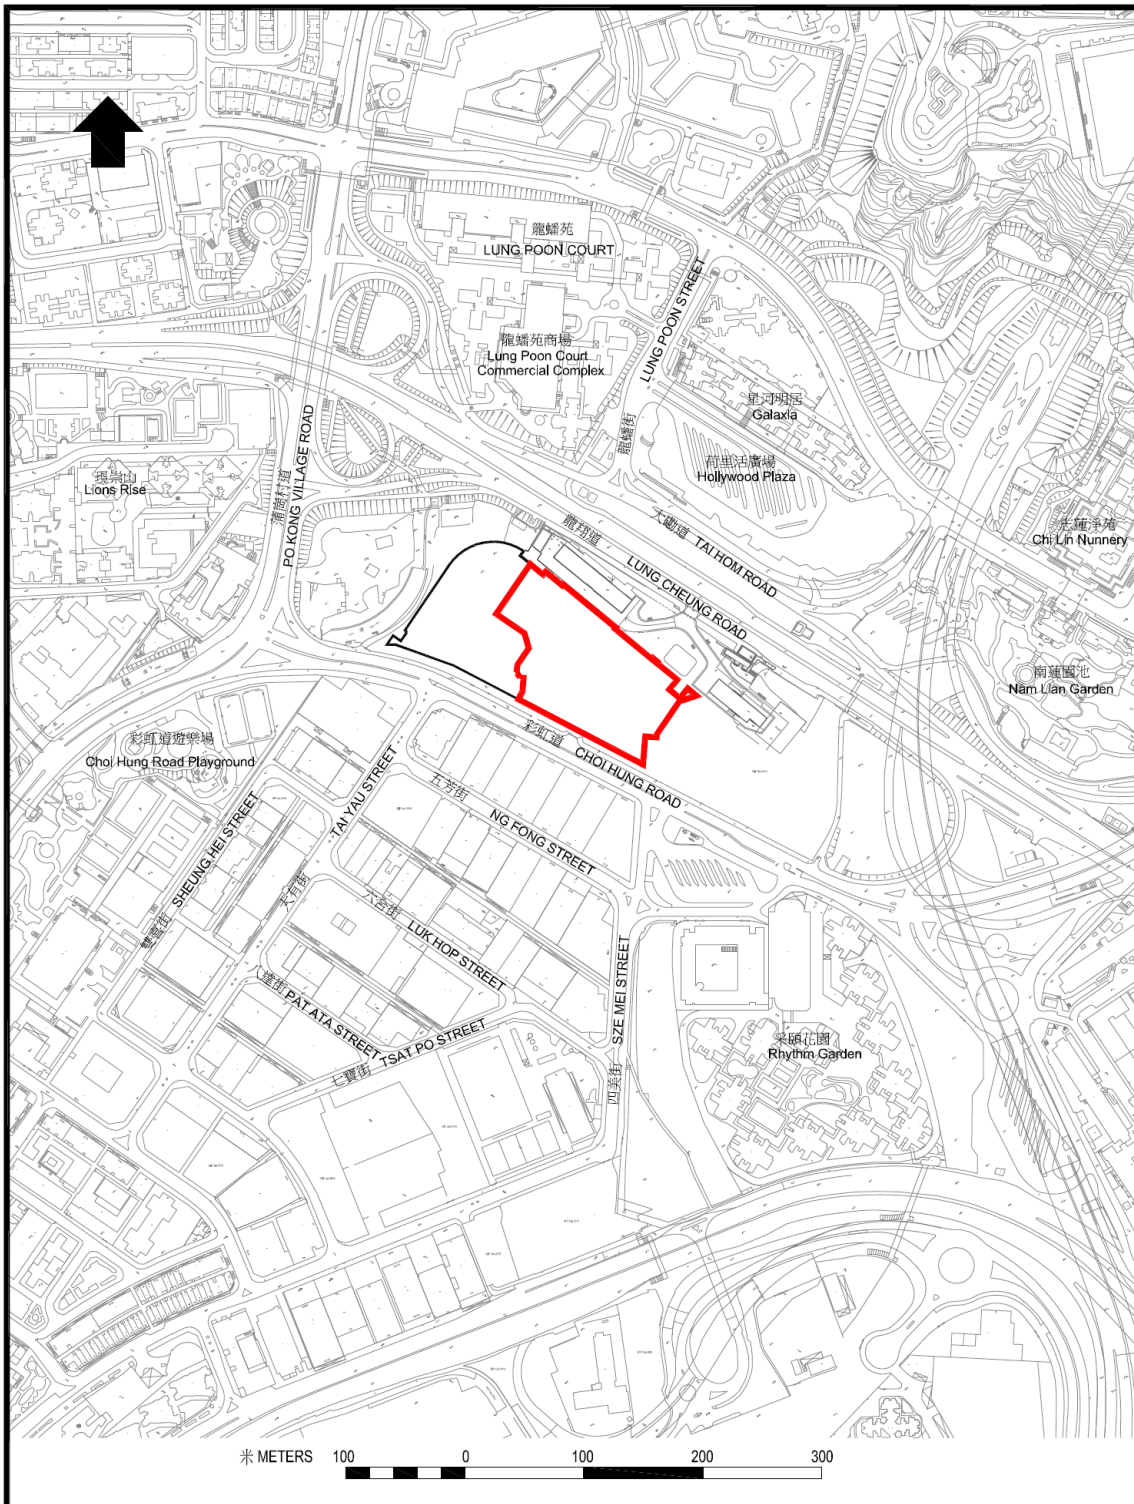 龍蟠苑
LUNG POON COURT
龍蟠苑商場
Lung Poon Court
Commercial Complex
LUNG POON STREET
龍蟠街
星河明居
Galaxia
荷里活廣場
Hollywood Plaza
現崇山
Lions Rise
蒲崗村道
PO KONG VILLAGE ROAD
志蓮淨苑
Chi Lin Nunnery
龍翔道
LUNG CHEUNG ROAD
大磡道 TAI HOM ROAD
南蓮園池
Nam Lian Garden
彩虹道遊樂場
Choi Hung Road Playground
彩虹道
CHOI HUNG ROAD
五芳街
NG FONG STREET
TAI YAU STREET
大有街
SHEUNG HEI STREET
雙喜街
六合街
LUK HOP STREET
八達街 PAT ATA STREET
七寶街 TSAT PO STREET
SZE MEI STREET
四美街
采頤花園
Rhythm Garden
米 METERS 100 0 100 200 300